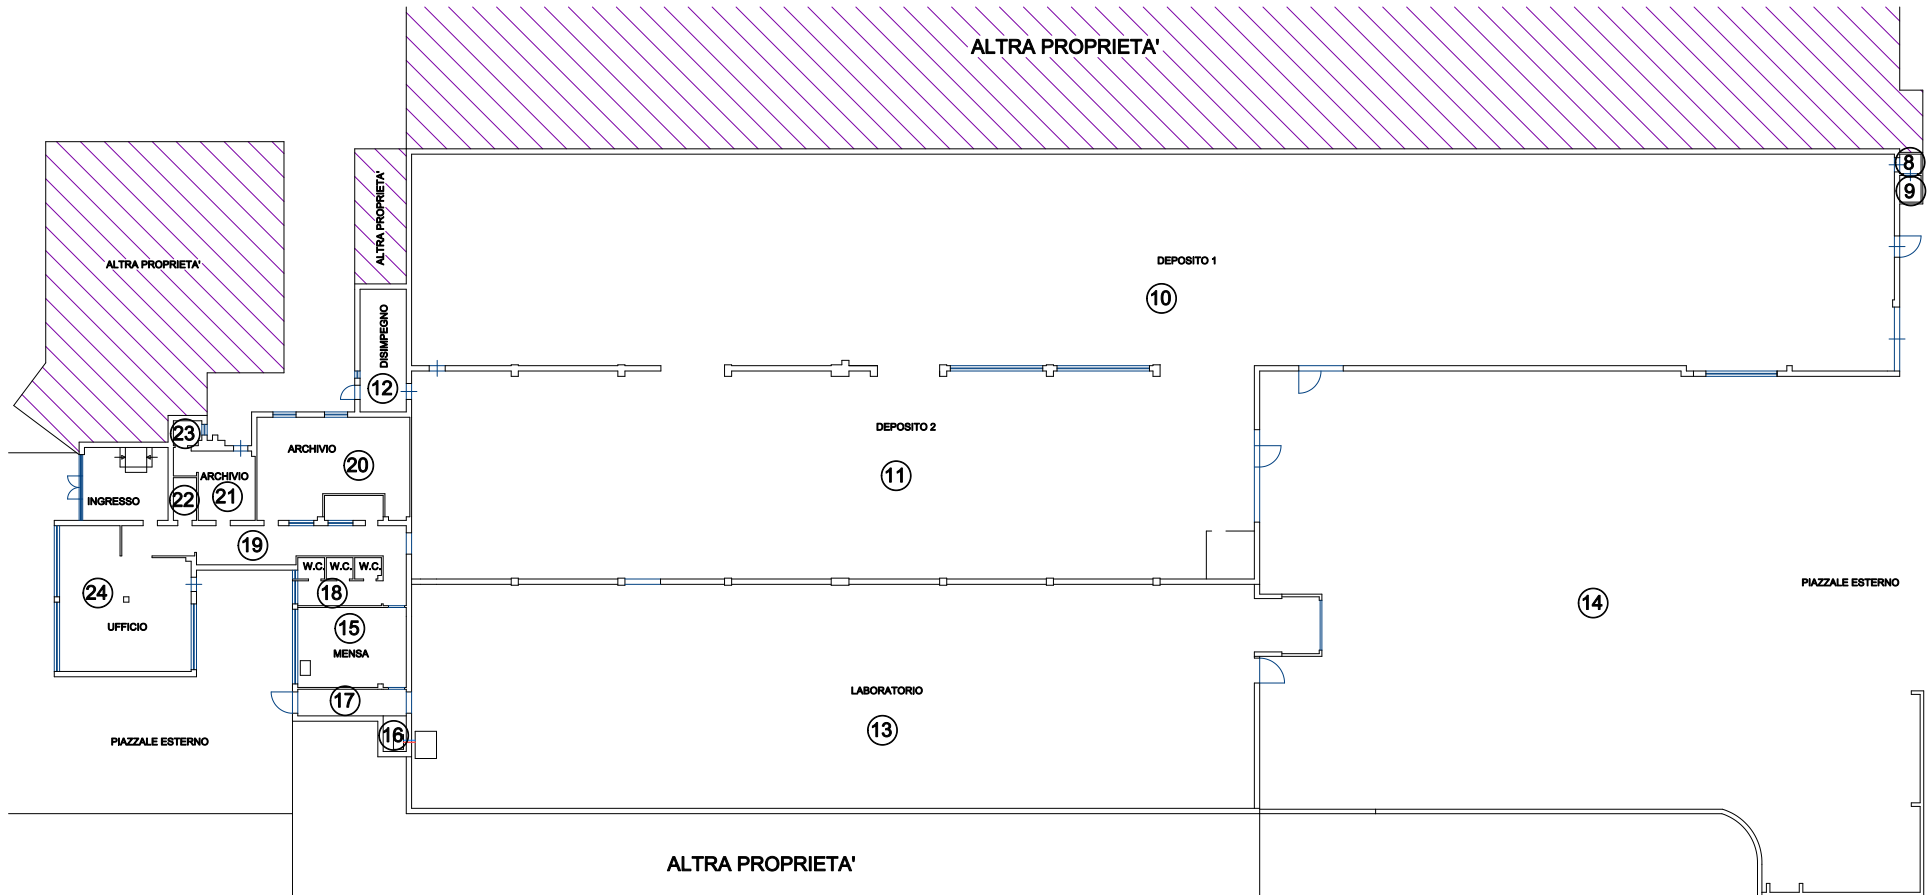 ALTRA PROPRIETA'
8
9
ALTRA PROPRIETA'
ALTRA PROPRIETA'
DEPOSITO 1
10
DISIMPEGNO
12
DEPOSITO 2
11
23
ARCHIVIO
20
ARCHIVIO
21
22
INGRESSO
19
W.C.
W.C.
W.C.
18
24
UFFICIO
15
MENSA
17
16
PIAZZALE ESTERNO
LABORATORIO
13
PIAZZALE ESTERNO
14
ALTRA PROPRIETA'